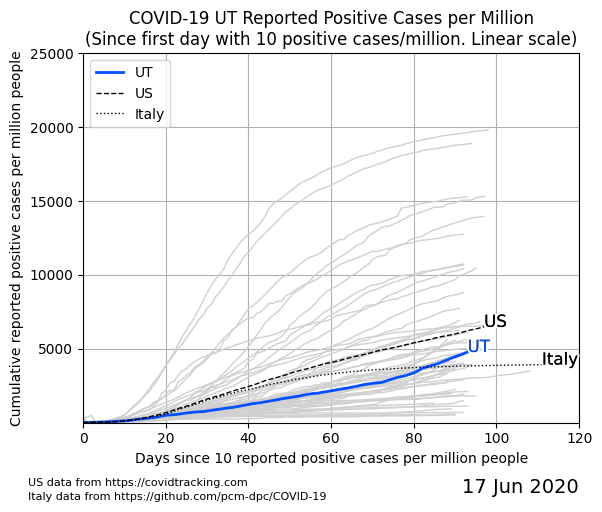 COVID-19 UT Reported Positive Cases per Million
(Since first day with 10 positive cases/million. Linear scale)
Cumulative reported positive cases per million people
25000
20000
15000
10000
5000
UT
US
Italy
US
UT
Italy
0
20
40
60
80
100
120
Days since 10 reported positive cases per million people
US data from https://covidtracking.com
Italy data from https://github.com/pcm-dpc/COVID-19
17 Jun 2020